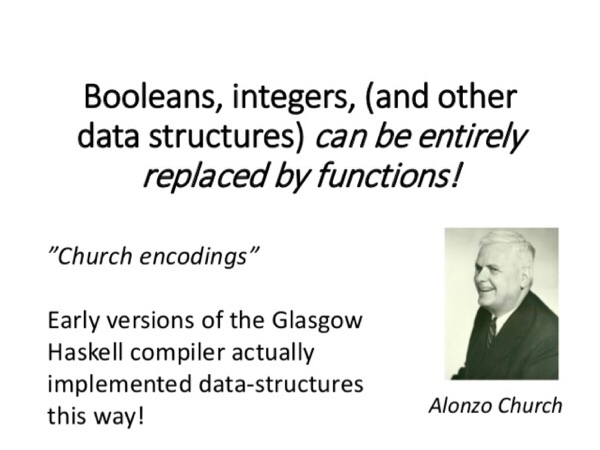 Booleans, integers, (and other
data structures) can be entirely
replaced by functions!
”Church encodings”
Early versions of the Glasgow
Haskell compiler actually
implemented data-structures
this way!
Alonzo Church